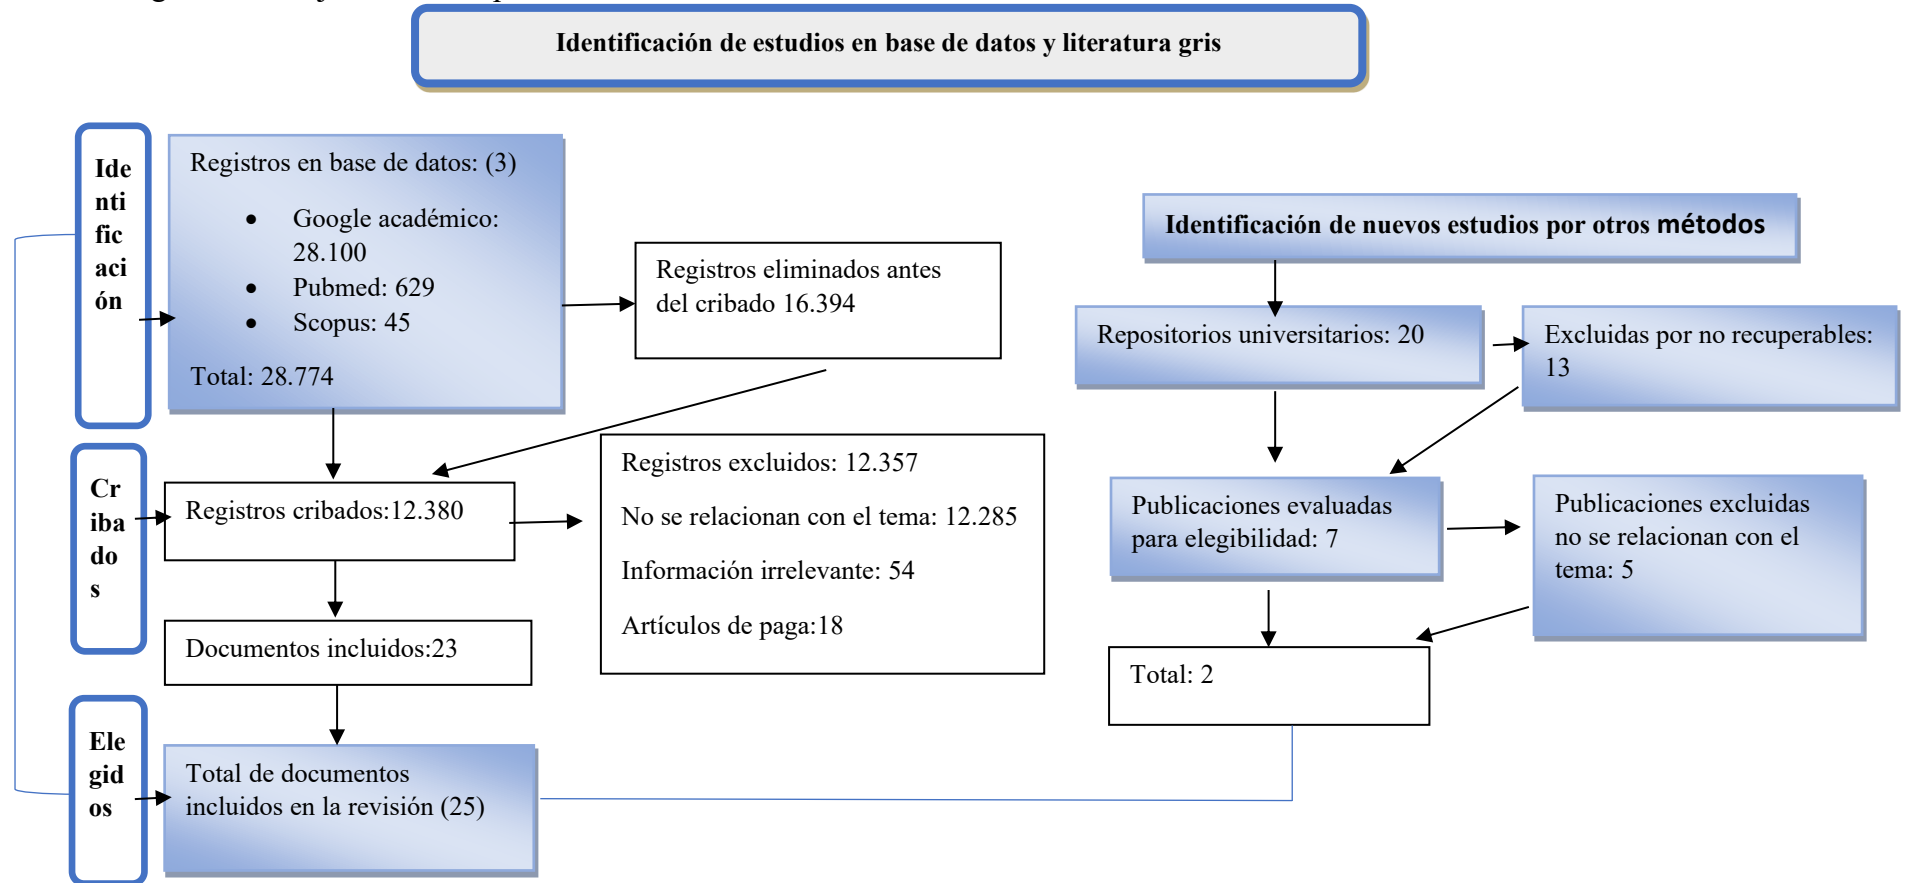 Identificación de estudios en base de datos y literatura gris
Ide
nti
fic
aci
ón
Registros en base de datos: (3)
• Google académico:
28.100
• Pubmed: 629
• Scopus: 45
Total: 28.774
Registros eliminados antes
del cribado 16.394
Identificación de nuevos estudios por otros métodos
Repositorios universitarios: 20
Excluidas por no recuperables:
13
Cr
iba
do
s
Registros cribados:12.380
Registros excluidos: 12.357
No se relacionan con el tema: 12.285
Información irrelevante: 54
Artículos de paga:18
Publicaciones evaluadas
para elegibilidad: 7
Publicaciones excluidas
no se relacionan con el
tema: 5
Documentos incluidos:23
Total: 2
Ele
gid
os
Total de documentos
incluidos en la revisión (25)